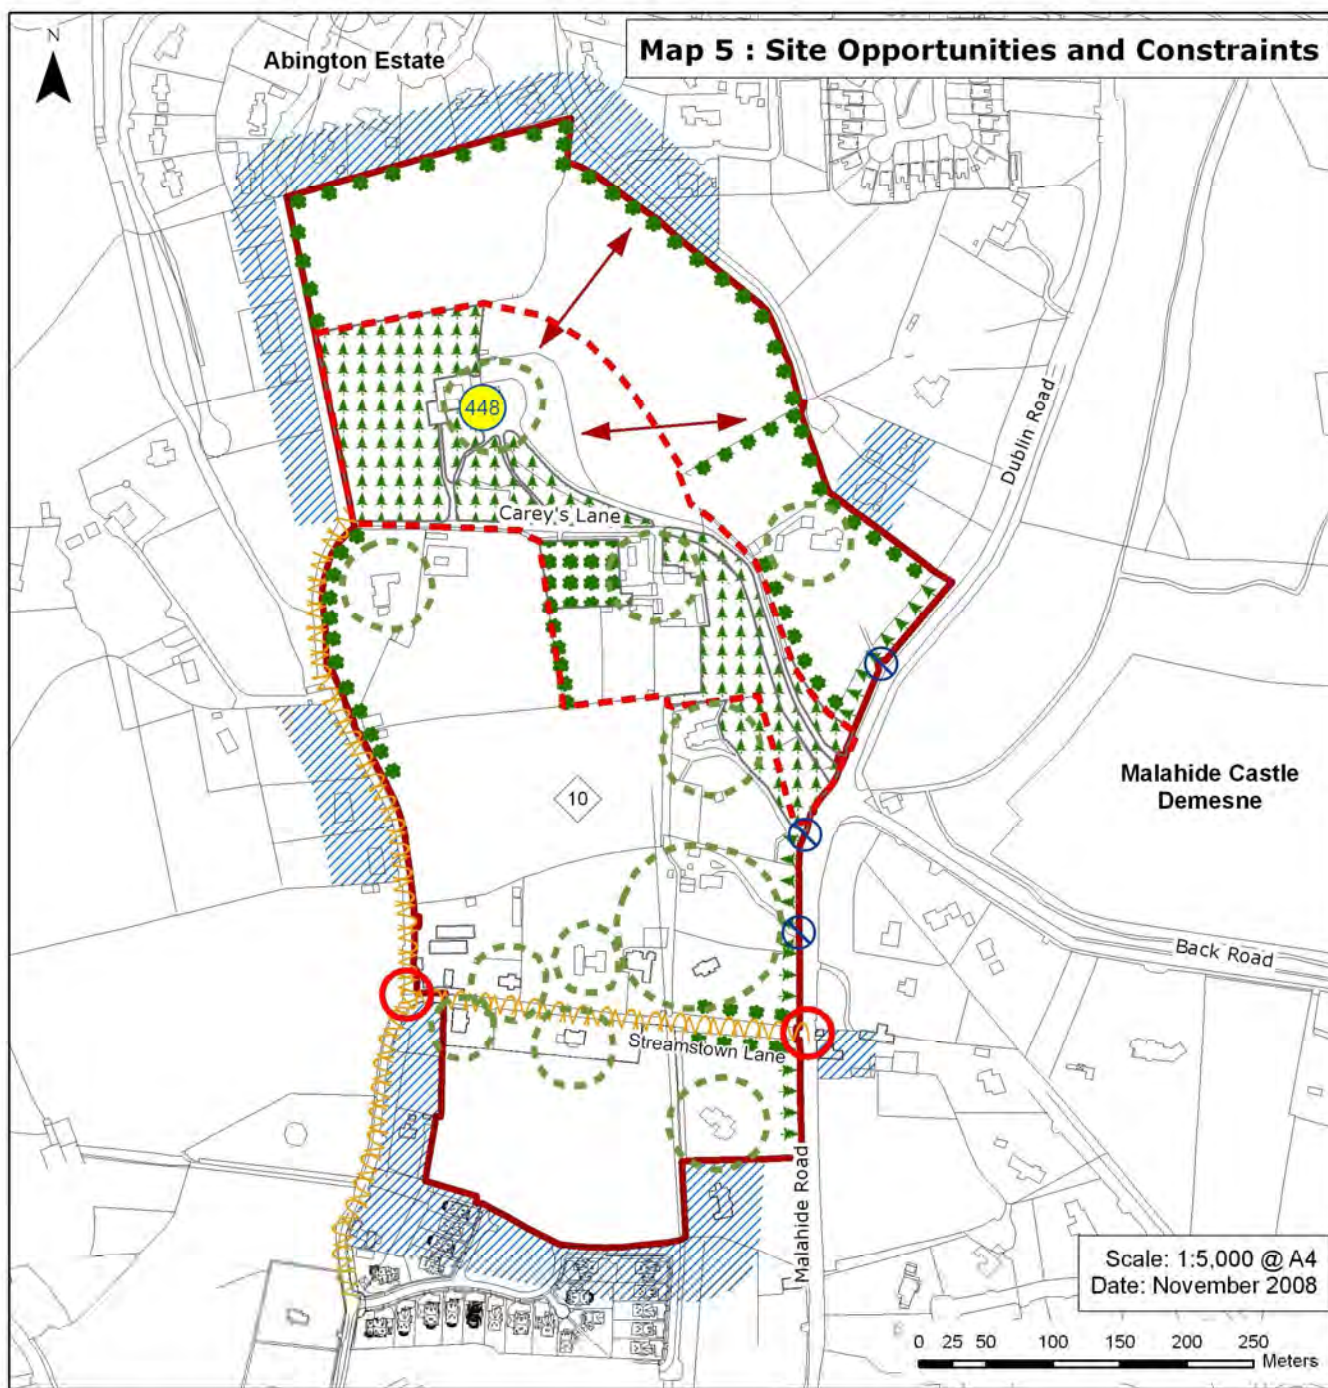 Map 5 : Site Opportunities and Constraints
N
Abington Estate
448
Dublin Road
Carey's Lane
Malahide Castle
Demesne
10
Back Road
Streamstown Lane
Malahide Road
Scale: 1:5,000 @ A4
Date: November 2008
0 25 50 100 150 200 250
Meters